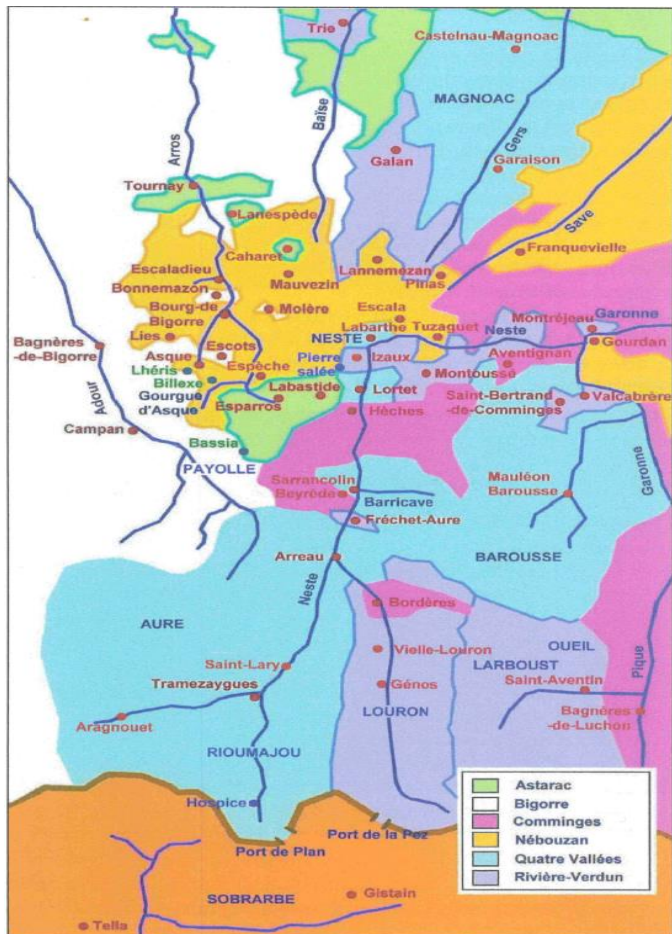 Trie
Castelnau-Magnoac
MAGNOAC
Arros
Baïse
Gers
Galan
Garaison
Tournay
Lanespède
Save
Caharet
Franquevielle
Escaladieu
Mauvezin
Lannemezan
Pinas
Bonnemazon
Bourg-de
Bigorre
Molère
Escala
Montréjeau
Garonne
Lies
NESTE
Labarthe
Tuzaguet
Neste
Gourdan
Bagnères
-de-Bigorre
Escots
Asque
Pierre
salée
Izaux
Aventignan
Lhéris
Espèche
Montoussé
Billexe
Labastide
Lortet
Saint-Bertrand
-de-Comminges
Valcabrère
Gourgue
d'Asque
Esparros
Hèches
Adour
Campan
Bassia
PAYOLLE
Garonne
Sarrancolin
Beyrède
Mauléon
Barousse
Barricave
Fréchet-Aure
Arreau
BAROUSSE
Neste
Bordères
AURE
Vielle-Louron
OUEIL
LARBOUST
Saint-Lary
Saint-Aventin
Pique
Tramezaygues
Génos
Aragnouet
LOURON
Bagnères
-de-Luchon
RIOUMAJOU
Hospice
Port de la Pez
Port de Plan
Astarac
Bigorre
Comminges
Nébouzan
Quatre Vallées
Rivière-Verdun
SOBRARBE
Gistain
Tella